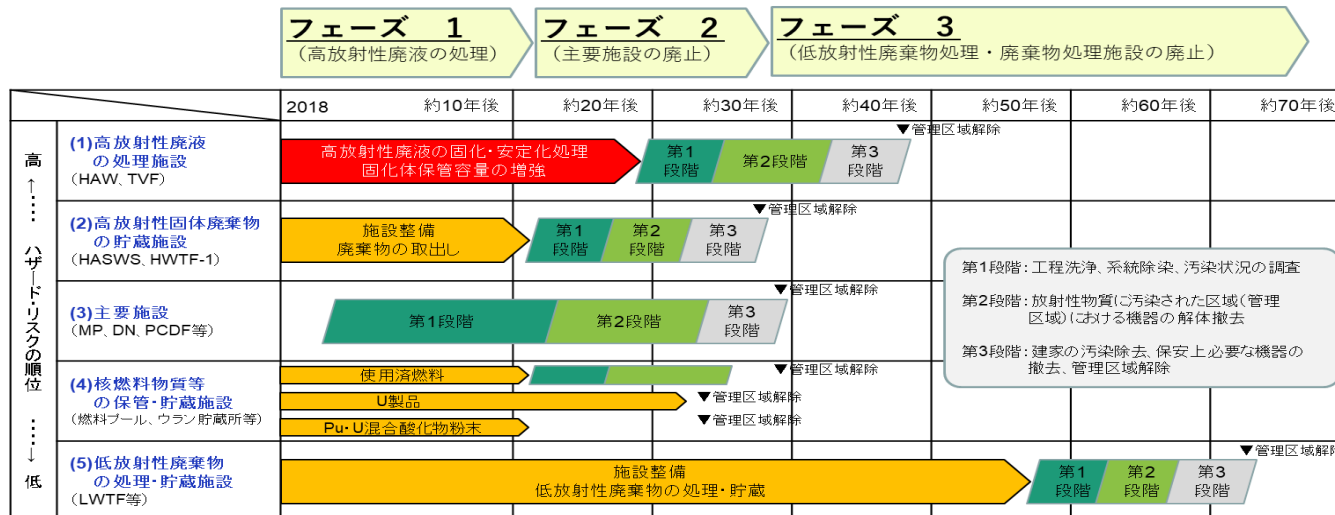 フェーズ 1
(高放射性廃液の処理)
フェーズ 2
(主要施設の廃止)
フェーズ 3
(低放射性廃棄物処理・廃棄物処理施設の廃止)
2018 約10年後 約20年後 約30年後 約40年後 約50年後 約60年後 約70年後
高 ←‥‥ ハザード・リスクの順位 ‥‥→ 低
(1)高放射性廃液
の処理施設
(HAW、TVF)
高放射性廃液の固化・安定化処理
固化体保管容量の増強
第1
段階
第2段階
第3
段階
▼管理区域解除
(2)高放射性固体廃棄物
の貯蔵施設
(HASWS、HWTF-1)
施設整備
廃棄物の取出し
第1
段階
第2
段階
第3
段階
▼管理区域解除
(3)主要施設
(MP、DN、PCDF等)
第1段階
第2段階
第3
段階
▼管理区域解除
(4)核燃料物質等
の保管・貯蔵施設
(燃料プール、ウラン貯蔵所等)
使用済燃料
▼管理区域解除
U製品
▼管理区域解除
Pu・U混合酸化物粉末
▼管理区域解除
(5)低放射性廃棄物
の処理・貯蔵施設
(LWTF等)
施設整備
低放射性廃棄物の処理・貯蔵
第1
段階
第2
段階
第3
段階
▼管理区域解除
第1段階：工程洗浄、系統除染、汚染状況の調査
第2段階：放射性物質に汚染された区域（管理
区域）における機器の解体撤去
第3段階：建家の汚染除去、保安上必要な機器の
撤去、管理区域解除